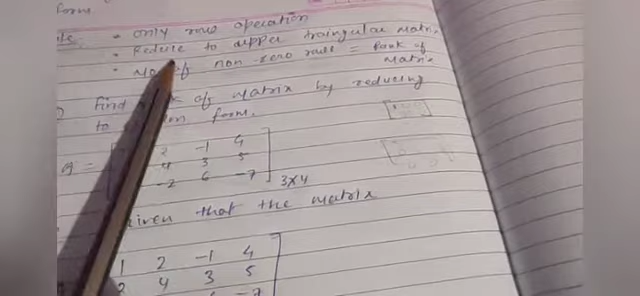 form.
• Only row operation
• Reduce to upper triangular matrix
• No. of non-zero rows = Rank of matrix
Find of matrix by reducing
to form.
2 -1 4
4 3 5
-2 6 -7
3x4
that the matrix
1 2 -1 4
2 4 3 5
6 -7